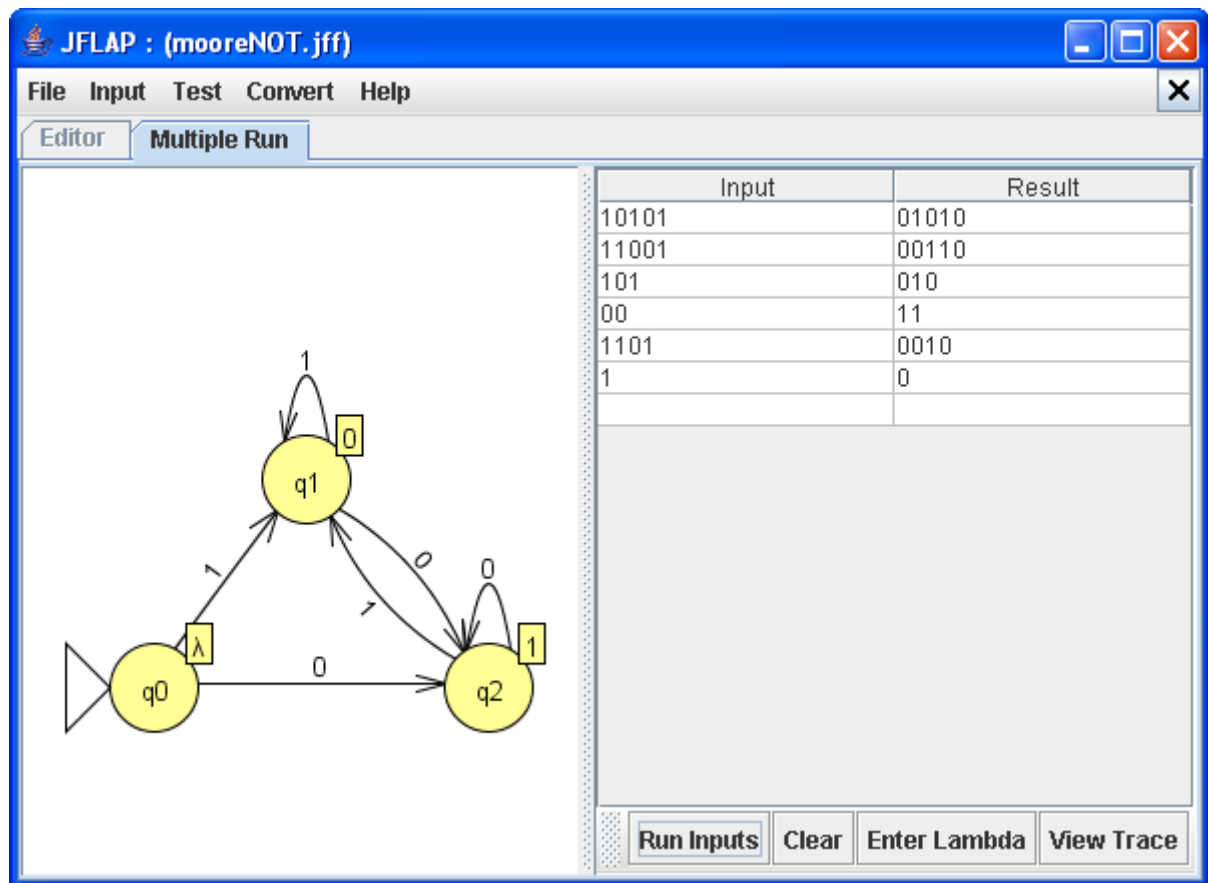 JFLAP : (mooreNOT.jff)
File Input Test Convert Help
Editor Multiple Run
Input Result
10101 01010
11001 00110
101 010
00 11
1101 0010
1 0
1
0
q1
1
0
1
0
λ
1
0
q0
q2
Run Inputs Clear Enter Lambda View Trace